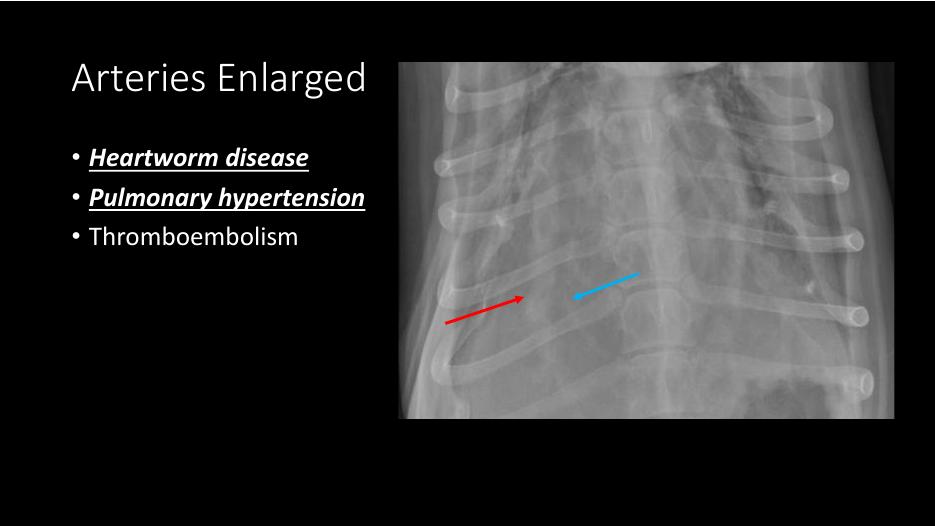 Arteries Enlarged
• Heartworm disease
• Pulmonary hypertension
• Thromboembolism